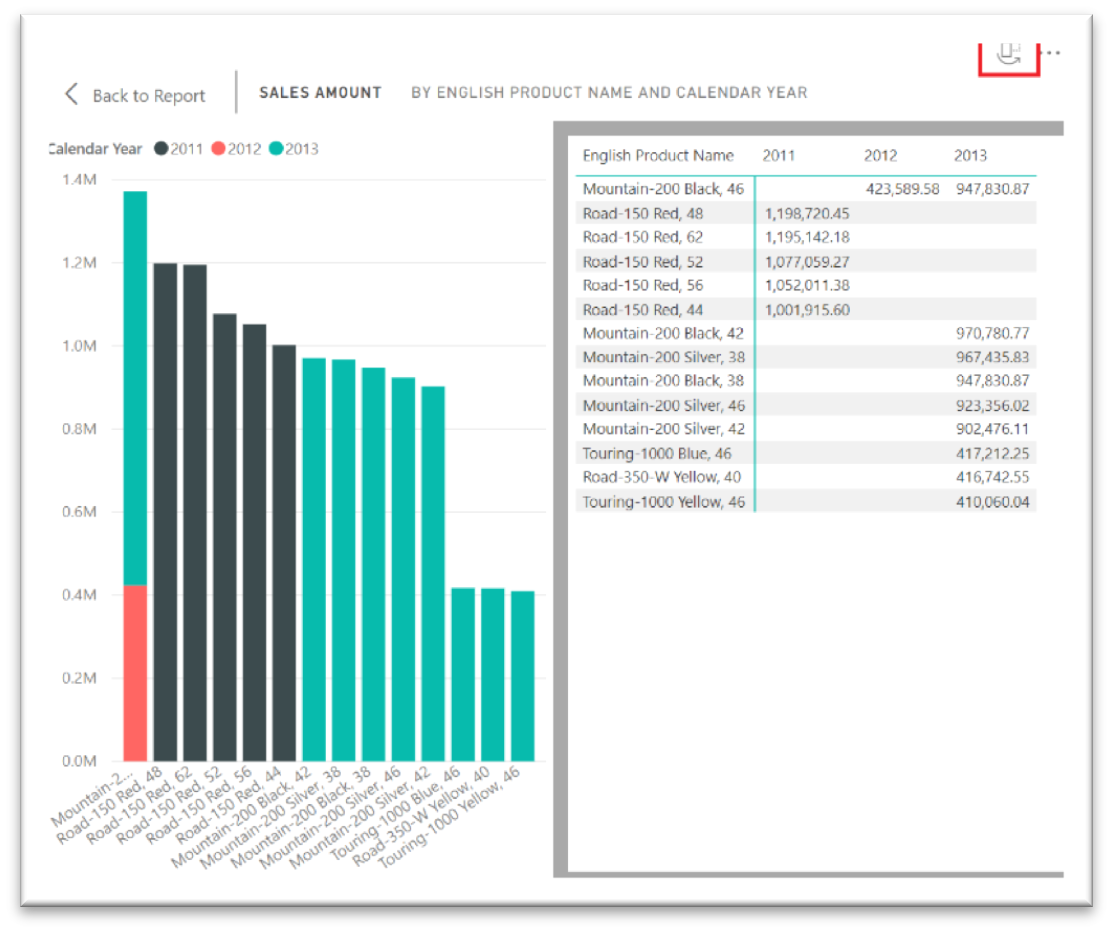 Back to Report
SALES AMOUNT BY ENGLISH PRODUCT NAME AND CALENDAR YEAR
Calendar Year 2011 2012 2013
1.4M
1.2M
1.0M
0.8M
0.6M
0.4M
0.2M
0.0M
Mountain-2...
Road-150 Red, 48
Road-150 Red, 62
Road-150 Red, 52
Road-150 Red, 56
Road-150 Red, 44
Mountain-200 Black, 42
Mountain-200 Silver, 38
Mountain-200 Black, 38
Mountain-200 Silver, 46
Mountain-200 Silver, 42
Touring-1000 Blue, 46
Road-350-W Yellow, 40
Touring-1000 Yellow, 46
English Product Name 2011 2012 2013
Mountain-200 Black, 46 423,589.58 947,830.87
Road-150 Red, 48 1,198,720.45
Road-150 Red, 62 1,195,142.18
Road-150 Red, 52 1,077,059.27
Road-150 Red, 56 1,052,011.38
Road-150 Red, 44 1,001,915.60
Mountain-200 Black, 42 970,780.77
Mountain-200 Silver, 38 967,435.83
Mountain-200 Black, 38 947,830.87
Mountain-200 Silver, 46 923,356.02
Mountain-200 Silver, 42 902,476.11
Touring-1000 Blue, 46 417,212.25
Road-350-W Yellow, 40 416,742.55
Touring-1000 Yellow, 46 410,060.04